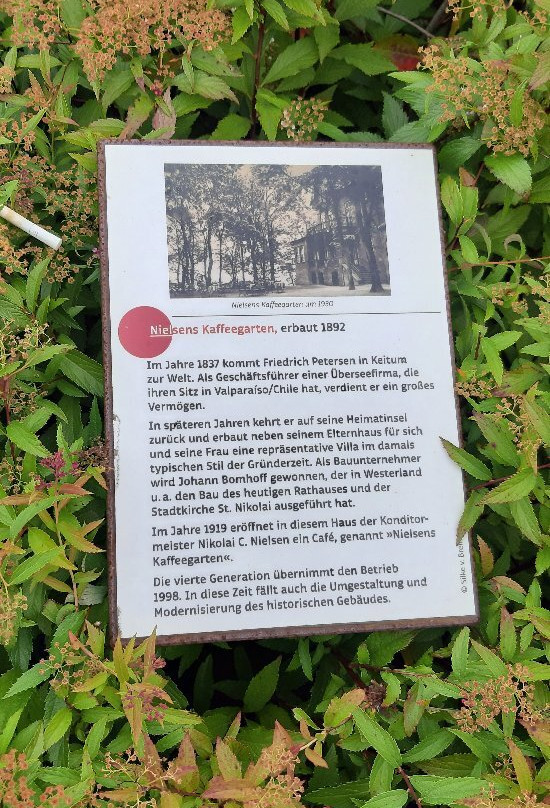 Nielsens Kaffeegarten um 1930
Nielsens Kaffeegarten, erbaut 1892
Im Jahre 1837 kommt Friedrich Petersen in Keitum
zur Welt. Als Geschäftsführer einer Überseefirma, die
ihren Sitz in Valparaíso/Chile hat, verdient er ein großes
Vermögen.
In späteren Jahren kehrt er auf seine Heimatinsel
zurück und erbaut neben seinem Elternhaus für sich
und seine Frau eine repräsentative Villa im damals
typischen Stil der Gründerzeit. Als Bauunternehmer
wird Johann Bomhoff gewonnen, der in Westerland
u. a. den Bau des heutigen Rathauses und der
Stadtkirche St. Nikolai ausgeführt hat.
Im Jahre 1919 eröffnet in diesem Haus der Konditor-
meister Nikolai C. Nielsen ein Café, genannt »Nielsens
Kaffeegarten«.
Die vierte Generation übernimmt den Betrieb
1998. In diese Zeit fällt auch die Umgestaltung und
Modernisierung des historischen Gebäudes.
© Silke v.